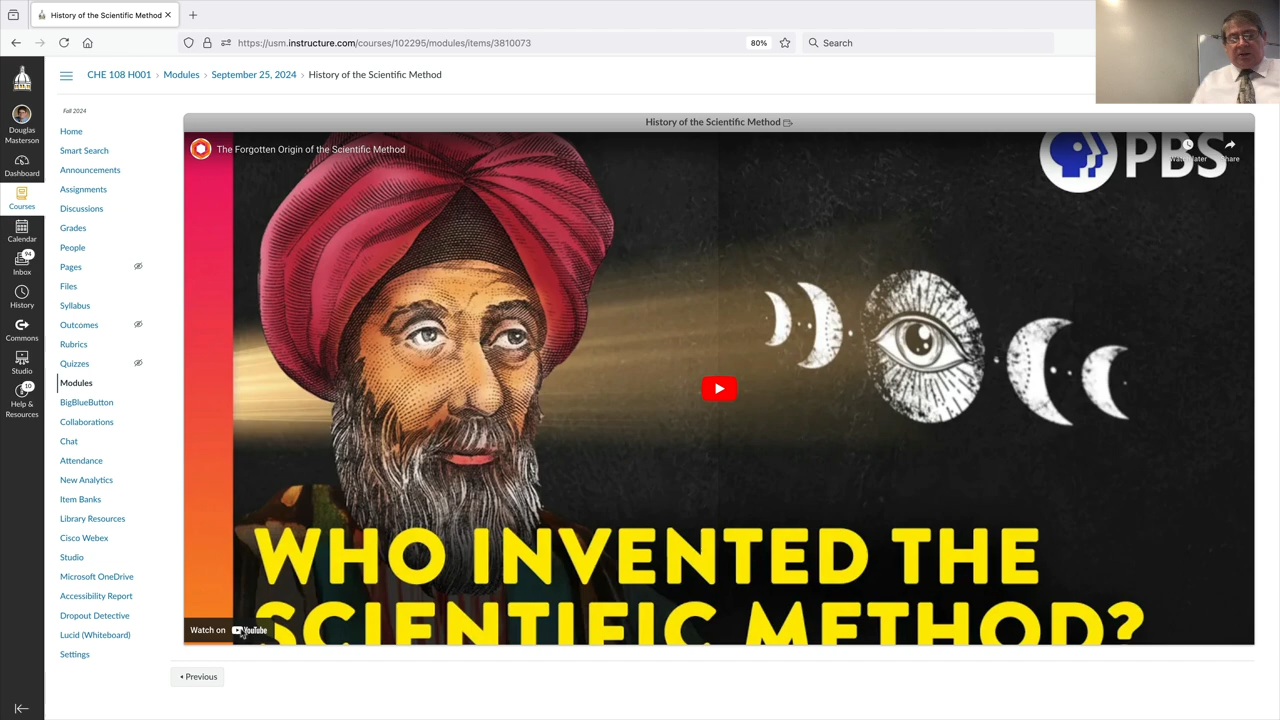 History of the Scientific Method
https://usm.instructure.com/courses/102295/modules/items/3810073
80%
Search
CHE 108 H001 › Modules › September 25, 2024 › History of the Scientific Method
Douglas
Masterson
Dashboard
Courses
Calendar
94
Inbox
History
Commons
Studio
10
Help &
Resources
Fall 2024
Home
Smart Search
Announcements
Assignments
Discussions
Grades
People
Pages
Files
Syllabus
Outcomes
Rubrics
Quizzes
Modules
BigBlueButton
Collaborations
Chat
Attendance
New Analytics
Item Banks
Library Resources
Cisco Webex
Studio
Microsoft OneDrive
Accessibility Report
Dropout Detective
Lucid (Whiteboard)
Settings
History of the Scientific Method
The Forgotten Origin of the Scientific Method
PBS
Watch later
Share
WHO INVENTED THE
SCIENTIFIC METHOD?
Watch on YouTube
Previous